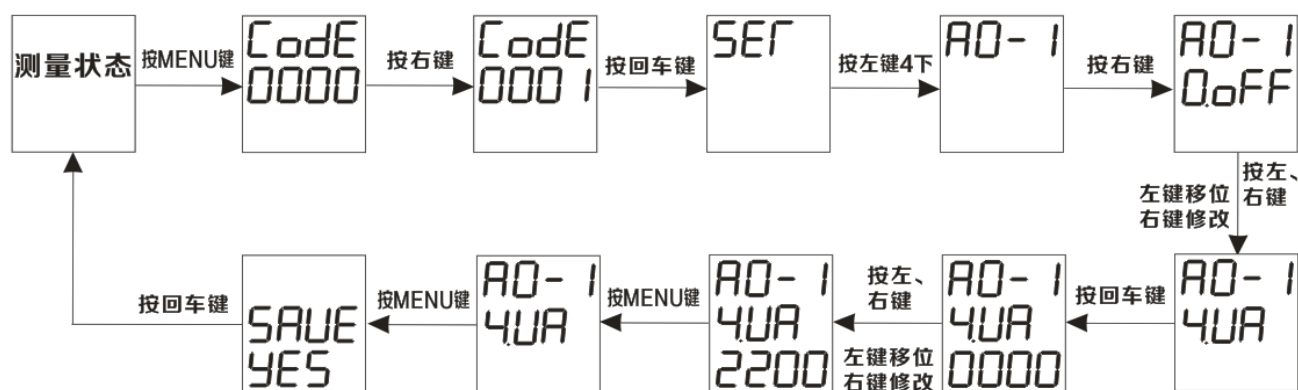 测量状态
按MENU键
CodE
0000
按右键
CodE
0001
按回车键
SET
按左键4下
AO-1
按右键
AO-1
0.oFF
按左、
右键
左键移位
右键修改
AO-1
4.UA
按回车键
AO-1
4.UA
0000
按左、
右键
左键移位
右键修改
AO-1
4.UA
2200
按MENU键
AO-1
4.UA
按MENU键
SAUE
YES
按回车键